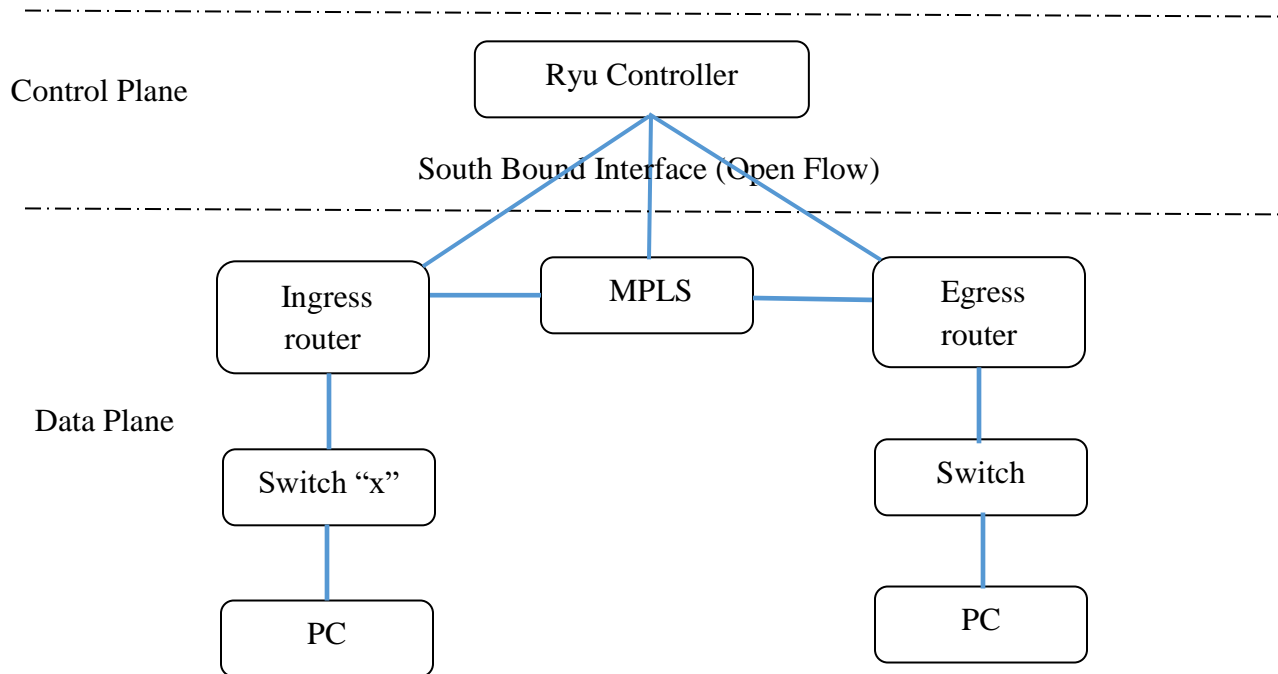 Ryu Controller
Control Plane
South Bound Interface (Open Flow)
Ingress
router
MPLS
Egress
router
Data Plane
Switch “x”
Switch
PC
PC